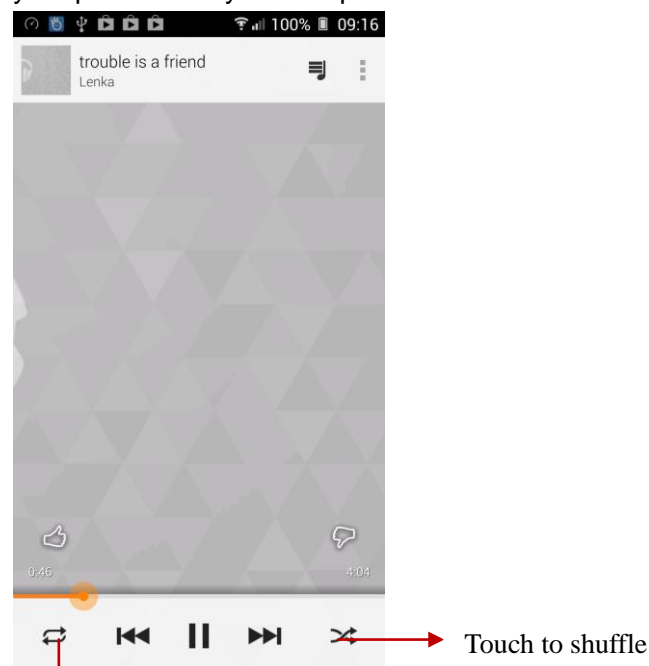 100% 09:16
trouble is a friend
Lenka
0:46 4:04
Touch to shuffle